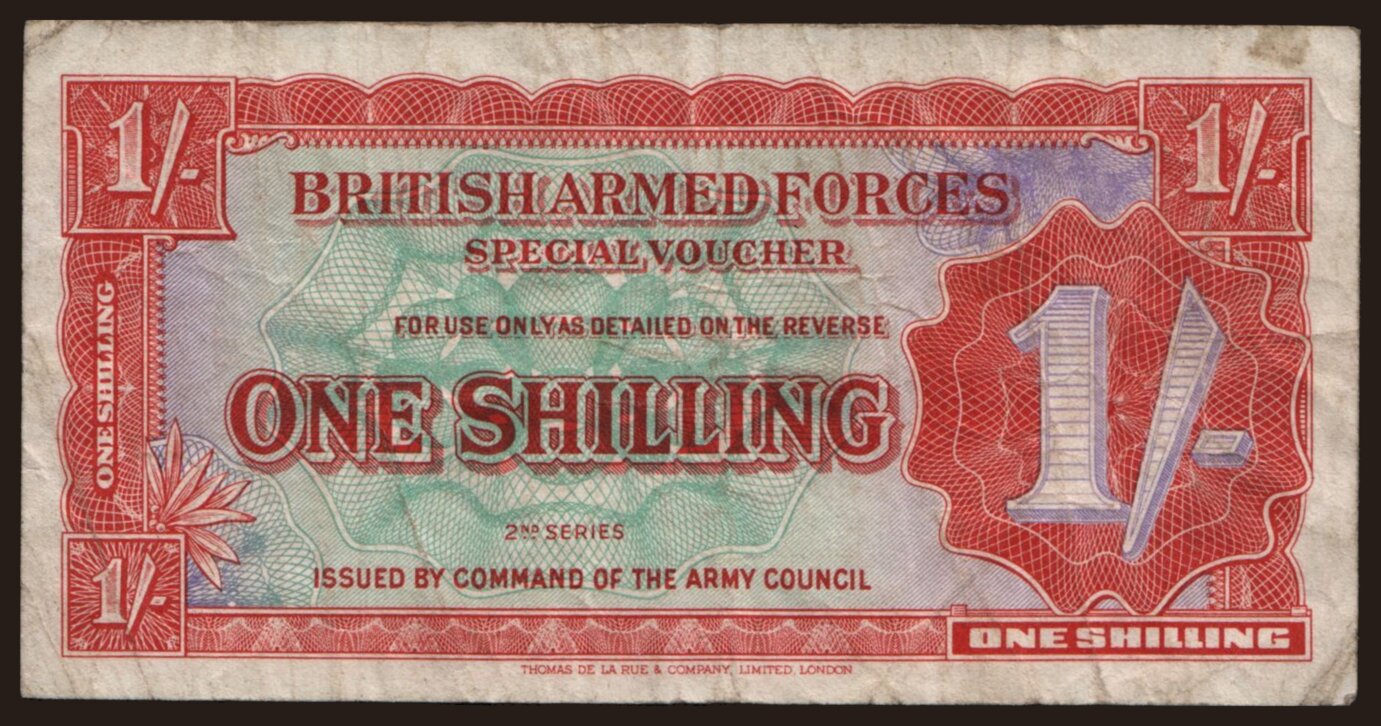 1/-
1/-
BRITISH ARMED FORCES
SPECIAL VOUCHER
FOR USE ONLY AS DETAILED ON THE REVERSE
ONE SHILLING
1/-
ONE SHILLING
2ND SERIES
ISSUED BY COMMAND OF THE ARMY COUNCIL
1/-
ONE SHILLING
THOMAS DE LA RUE & COMPANY, LIMITED, LONDON